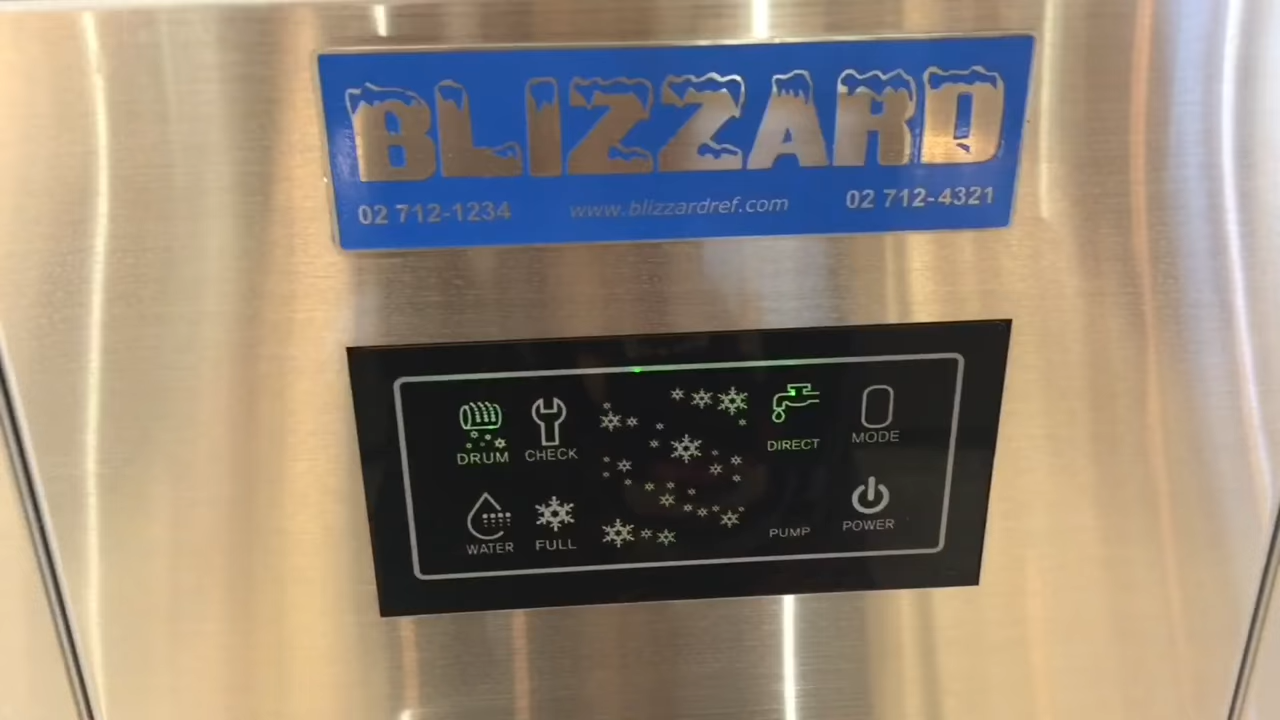 BLIZZARD
02 712-1234 www.blizzardref.com 02 712-4321
DRUM CHECK DIRECT MODE
WATER FULL PUMP POWER